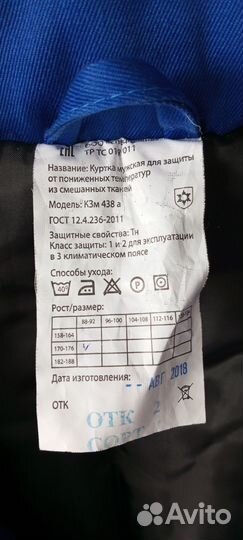 ЕАС
ТР ТС 019/2011
Название: Куртка мужская для защиты
от пониженных температур
из смешанных тканей
Модель: КЗм 438 а
ГОСТ 12.4.236-2011
Защитные свойства: Тн
Класс защиты: 1 и 2 для эксплуатации
в 3 климатическом поясе
Способы ухода:
40°
P
Рост/размер:
88-92 96-100 104-108 112-116
158-164
170-176
182-188
Дата изготовления:
-- АВГ 2018
ОТК
ОТК 2
СОРТ
Avito